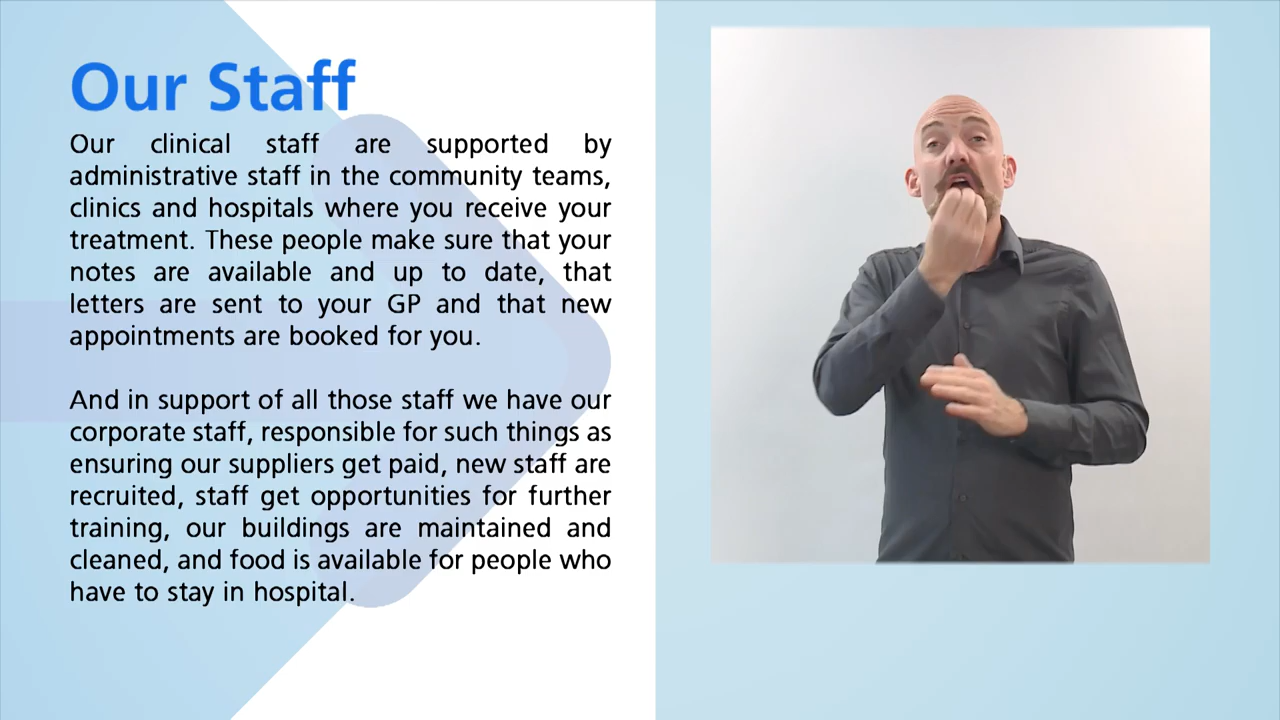 Our Staff
Our clinical staff are supported by
administrative staff in the community teams,
clinics and hospitals where you receive your
treatment. These people make sure that your
notes are available and up to date, that
letters are sent to your GP and that new
appointments are booked for you.
And in support of all those staff we have our
corporate staff, responsible for such things as
ensuring our suppliers get paid, new staff are
recruited, staff get opportunities for further
training, our buildings are maintained and
cleaned, and food is available for people who
have to stay in hospital.